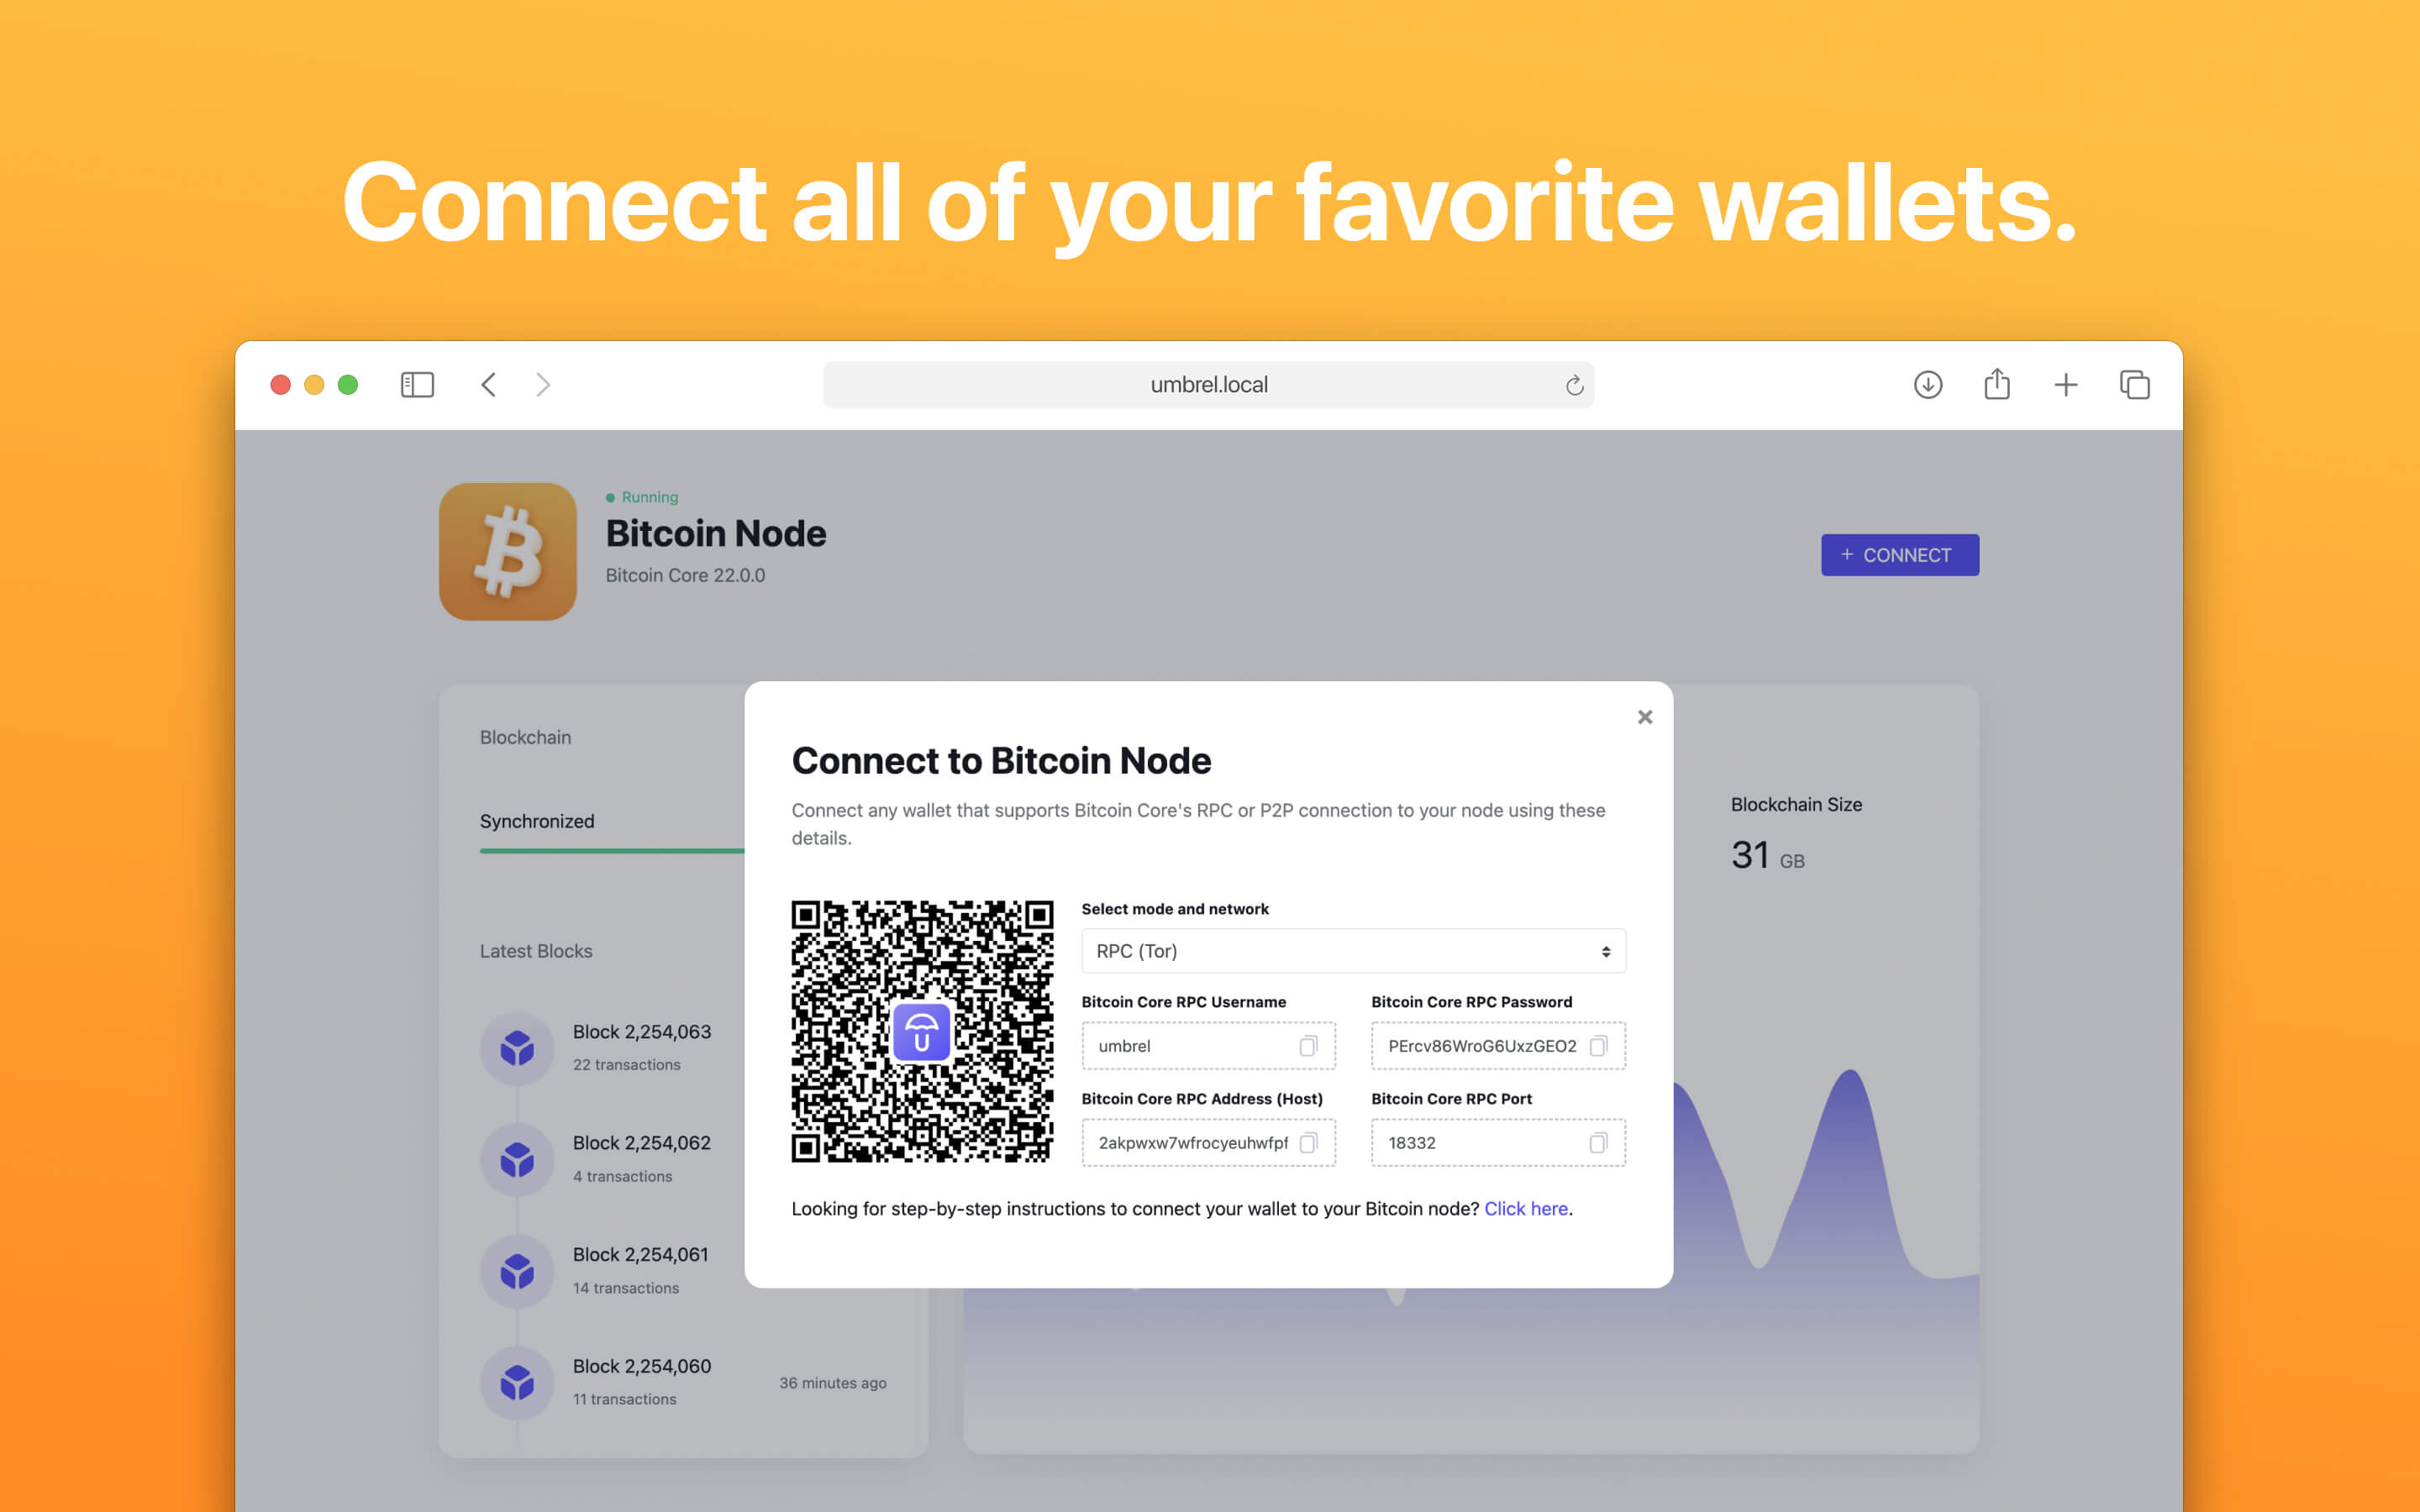 Connect all of your favorite wallets.
umbrel.local
Running
Bitcoin Node
Bitcoin Core 22.0.0
+ CONNECT
Blockchain
Synchronized
Latest Blocks
Block 2,254,063
22 transactions
Block 2,254,062
4 transactions
Block 2,254,061
14 transactions
Block 2,254,060
11 transactions
36 minutes ago
Connect to Bitcoin Node
Connect any wallet that supports Bitcoin Core's RPC or P2P connection to your node using these
details.
Select mode and network
RPC (Tor)
Bitcoin Core RPC Username
umbrel
Bitcoin Core RPC Password
PErcv86WroG6UxzGEO2
Bitcoin Core RPC Address (Host)
2akpwxw7wfrocyeuhwfpf
Bitcoin Core RPC Port
18332
Looking for step-by-step instructions to connect your wallet to your Bitcoin node? Click here.
Blockchain Size
31 GB